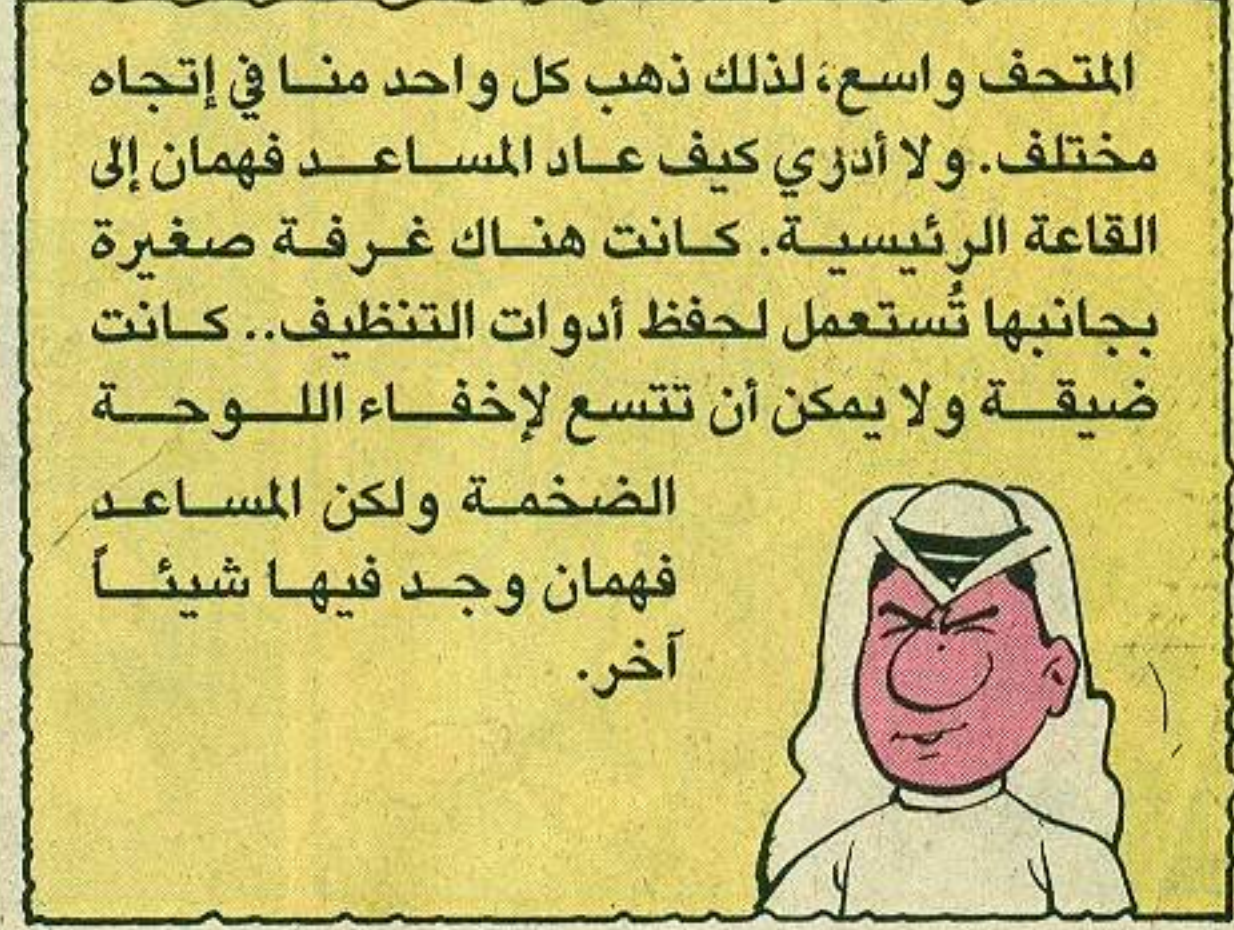 المتحف واسع، لذلك ذهب كل واحد منا في إتجاه
مختلف. ولا أدري كيف عاد المساعد فهمان إلى
القاعة الرئيسية. كانت هناك غرفة صغيرة
بجانبها تُستعمل لحفظ أدوات التنظيف.. كانت
ضيقة ولا يمكن أن تتسع لإخفاء اللوحة
الضخمة ولكن المساعد
فهمان وجد فيها شيئاً
آخر.